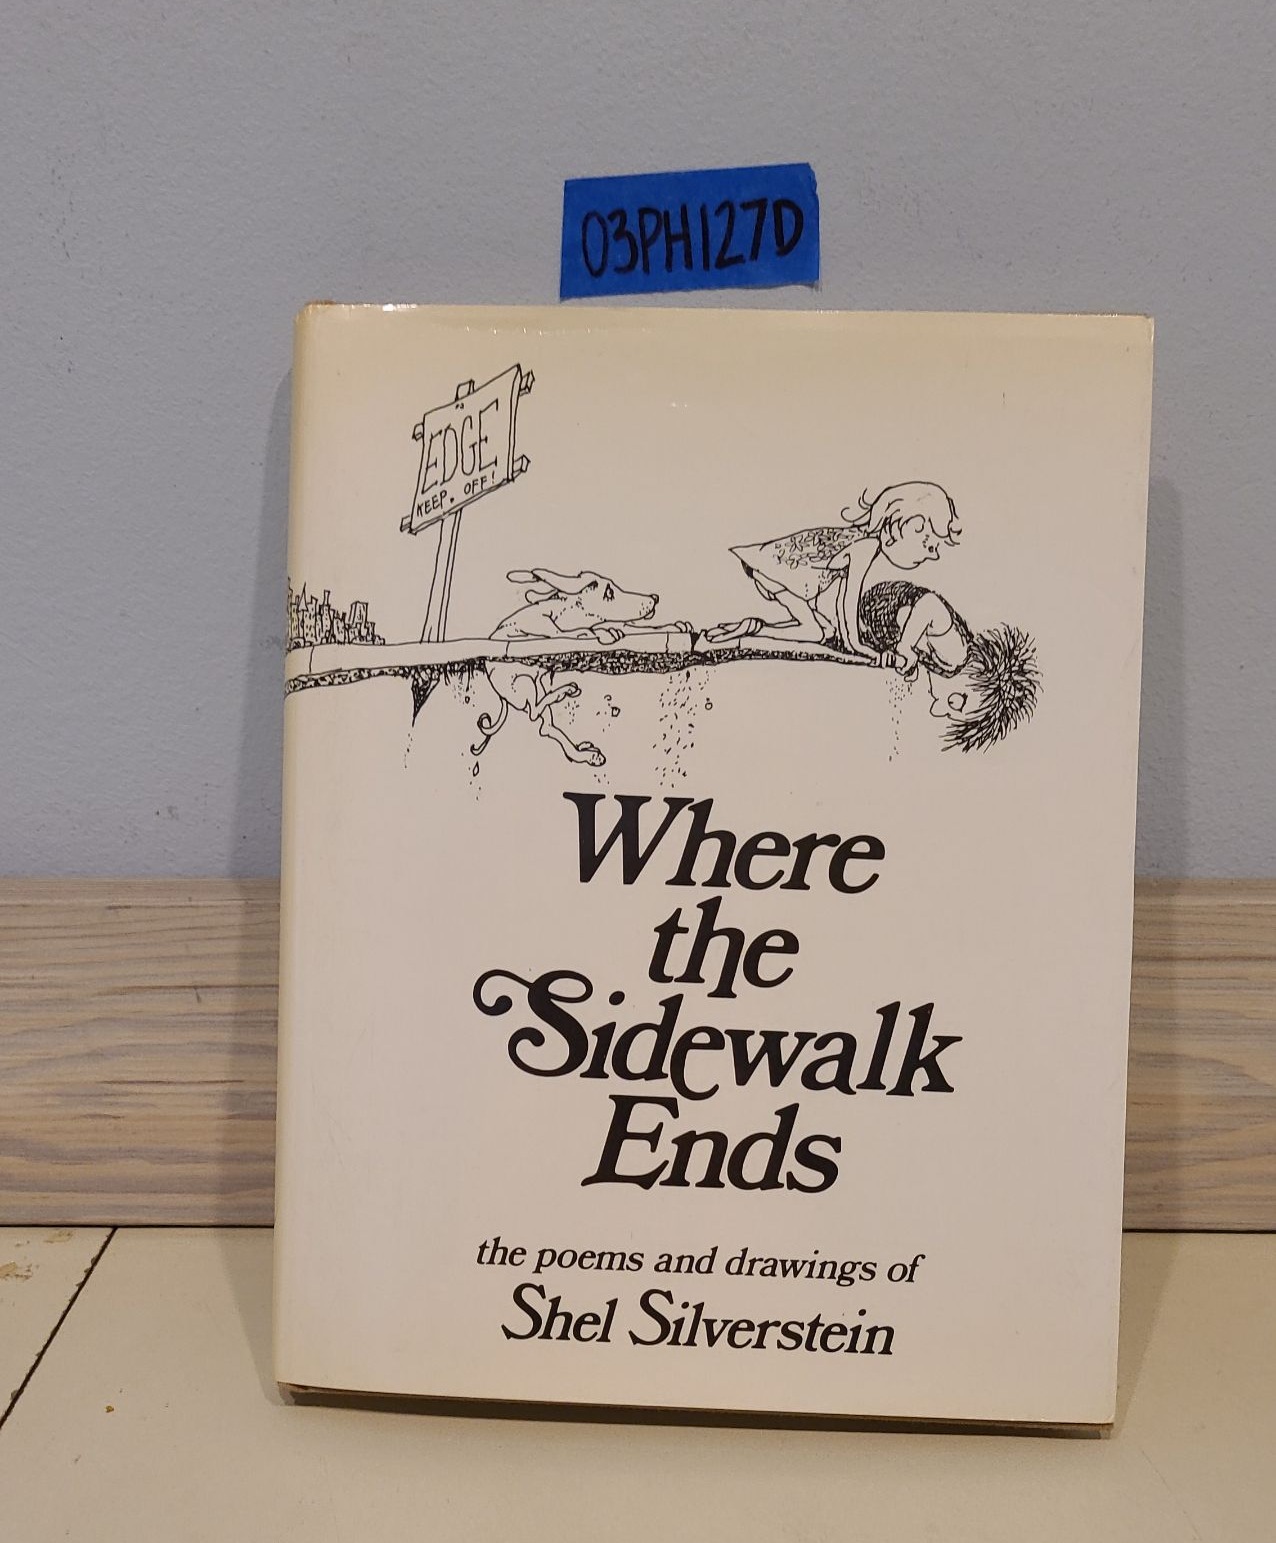 03PH127D
EDGE
KEEP. OFF!
Where
the
Sidewalk
Ends
the poems and drawings of
Shel Silverstein